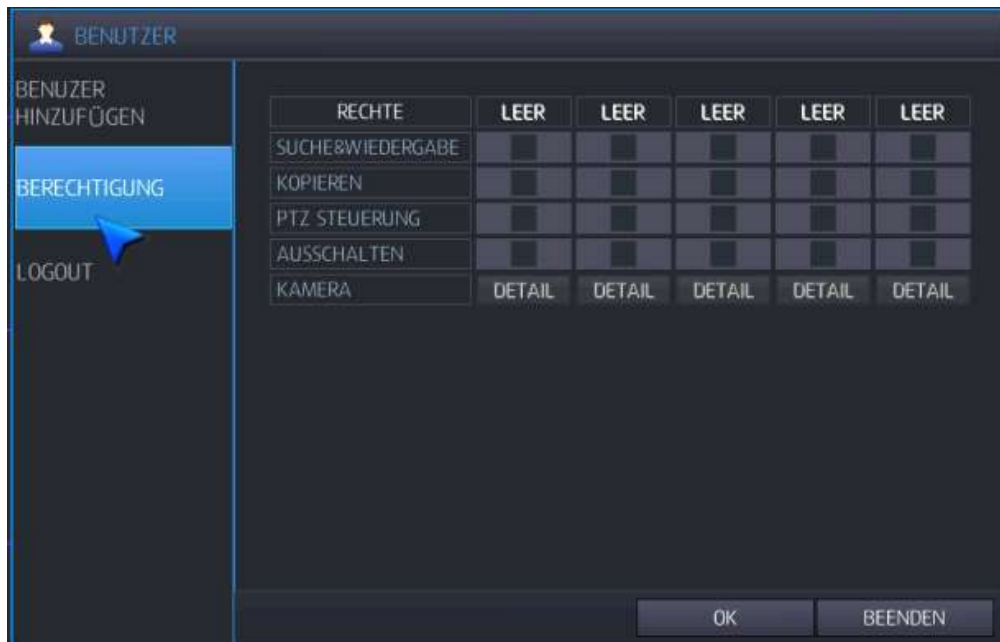 BENUTZER
BENUZER
HINZUFÜGEN
BERECHTIGUNG
LOGOUT
RECHTE LEER LEER LEER LEER LEER
SUCHE&WIEDERGABE
KOPIEREN
PTZ STEUERUNG
AUSSCHALTEN
KAMERA DETAIL DETAIL DETAIL DETAIL DETAIL
OK BEENDEN